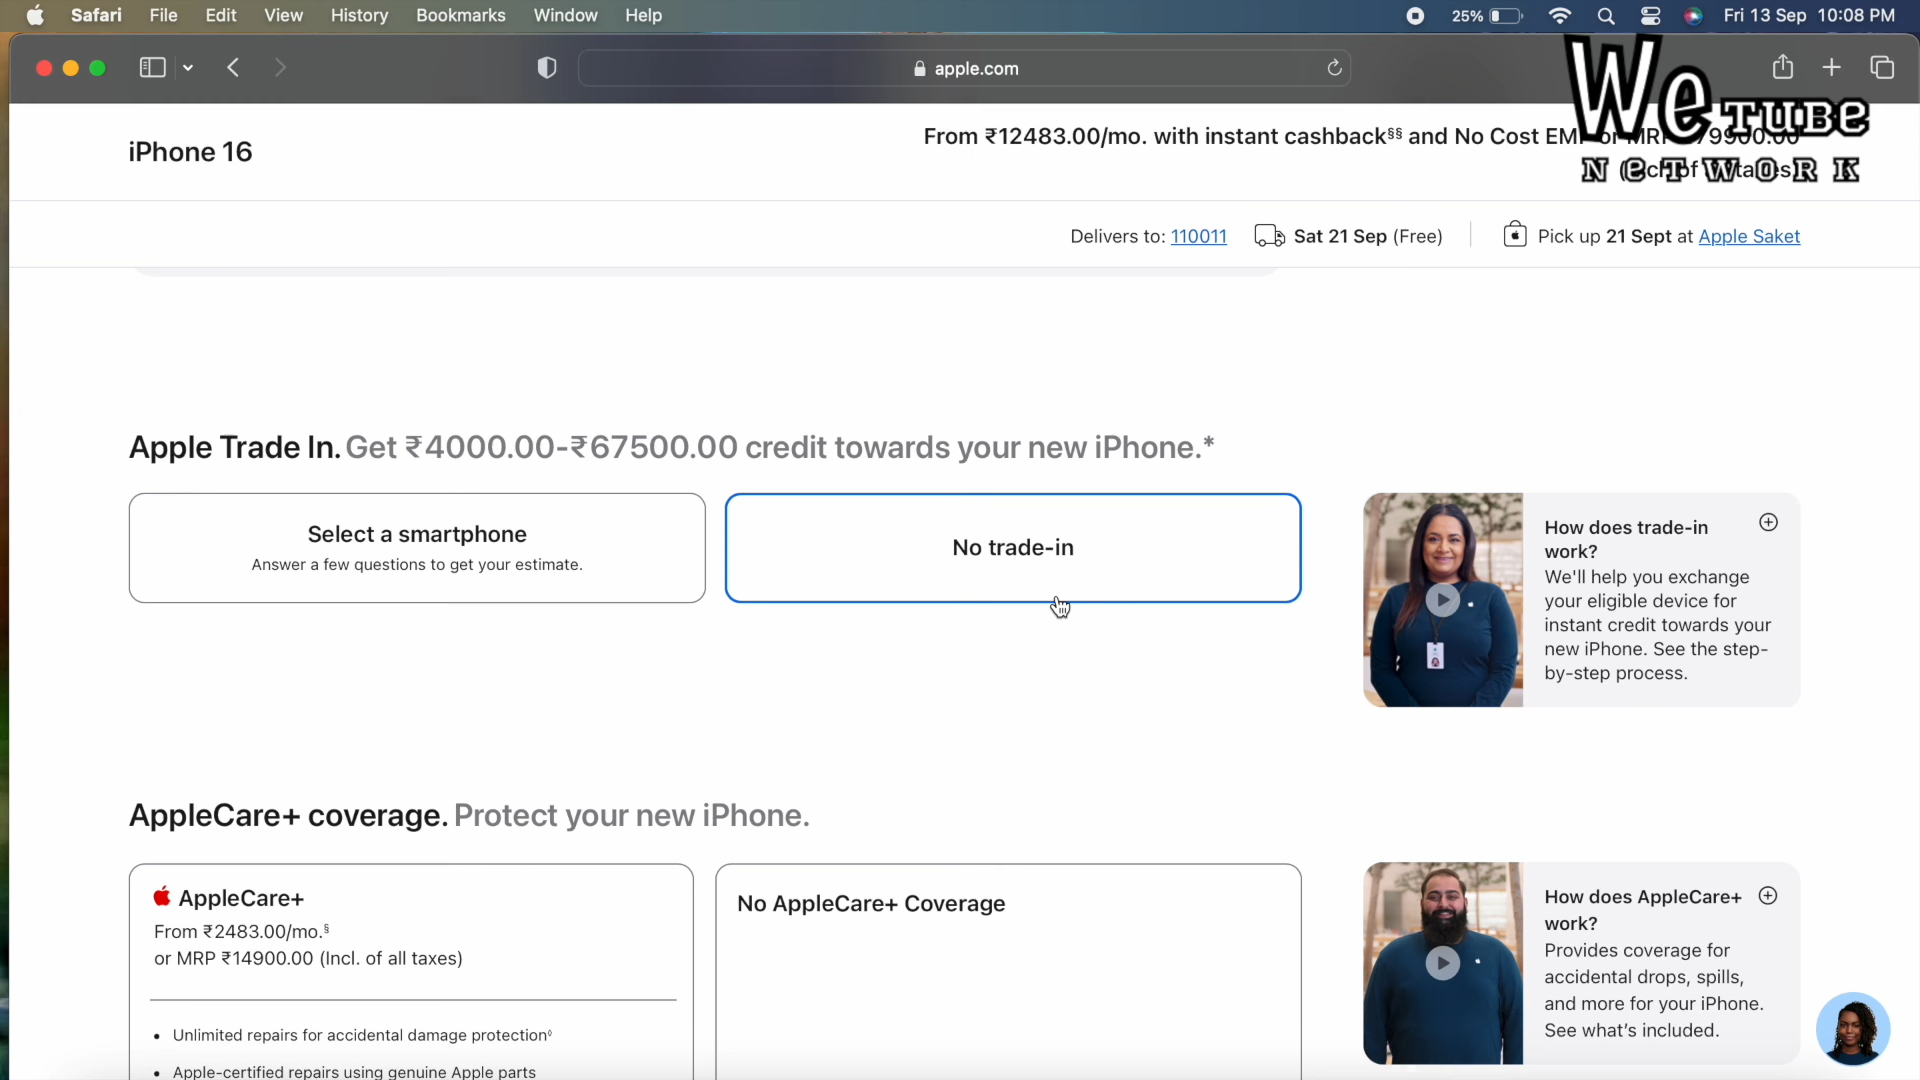 Safari File Edit View History Bookmarks Window Help
25% Fri 13 Sep 10:08 PM
apple.com
We TUBE
NeTWORK
iPhone 16
From ₹12483.00/mo. with instant cashback§§ and No Cost EMI or MRP ₹79900.00
Delivers to: 110011 Sat 21 Sep (Free) Pick up 21 Sept at Apple Saket
Apple Trade In. Get ₹4000.00-₹67500.00 credit towards your new iPhone.*
Select a smartphone
Answer a few questions to get your estimate.
No trade-in
How does trade-in
work?
We'll help you exchange
your eligible device for
instant credit towards your
new iPhone. See the step-
by-step process.
AppleCare+ coverage. Protect your new iPhone.
AppleCare+
From ₹2483.00/mo.§
or MRP ₹14900.00 (Incl. of all taxes)
• Unlimited repairs for accidental damage protection◊
• Apple-certified repairs using genuine Apple parts
No AppleCare+ Coverage
How does AppleCare+
work?
Provides coverage for
accidental drops, spills,
and more for your iPhone.
See what's included.